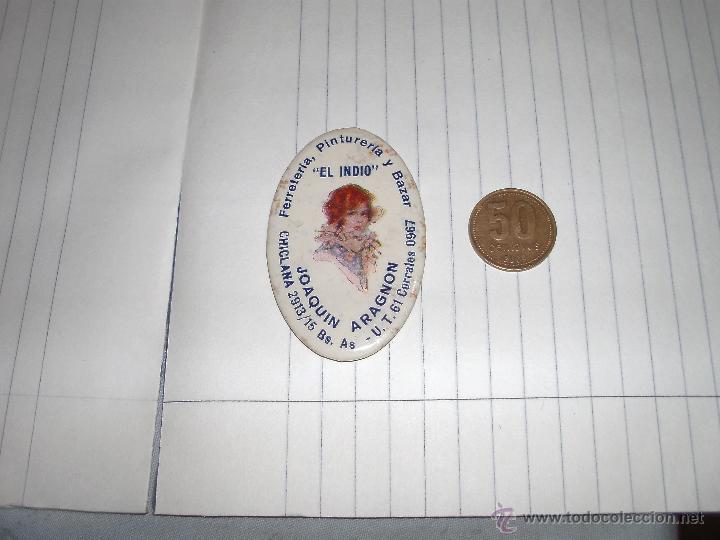 Ferretería, Pinturería y Bazar
"EL INDIO"
JOAQUIN ARAGNON
CHICLANA 2913/15 Bs. As - U.T. 61 Corrales 0967
50
CENTAVOS
© www.todocoleccion.net